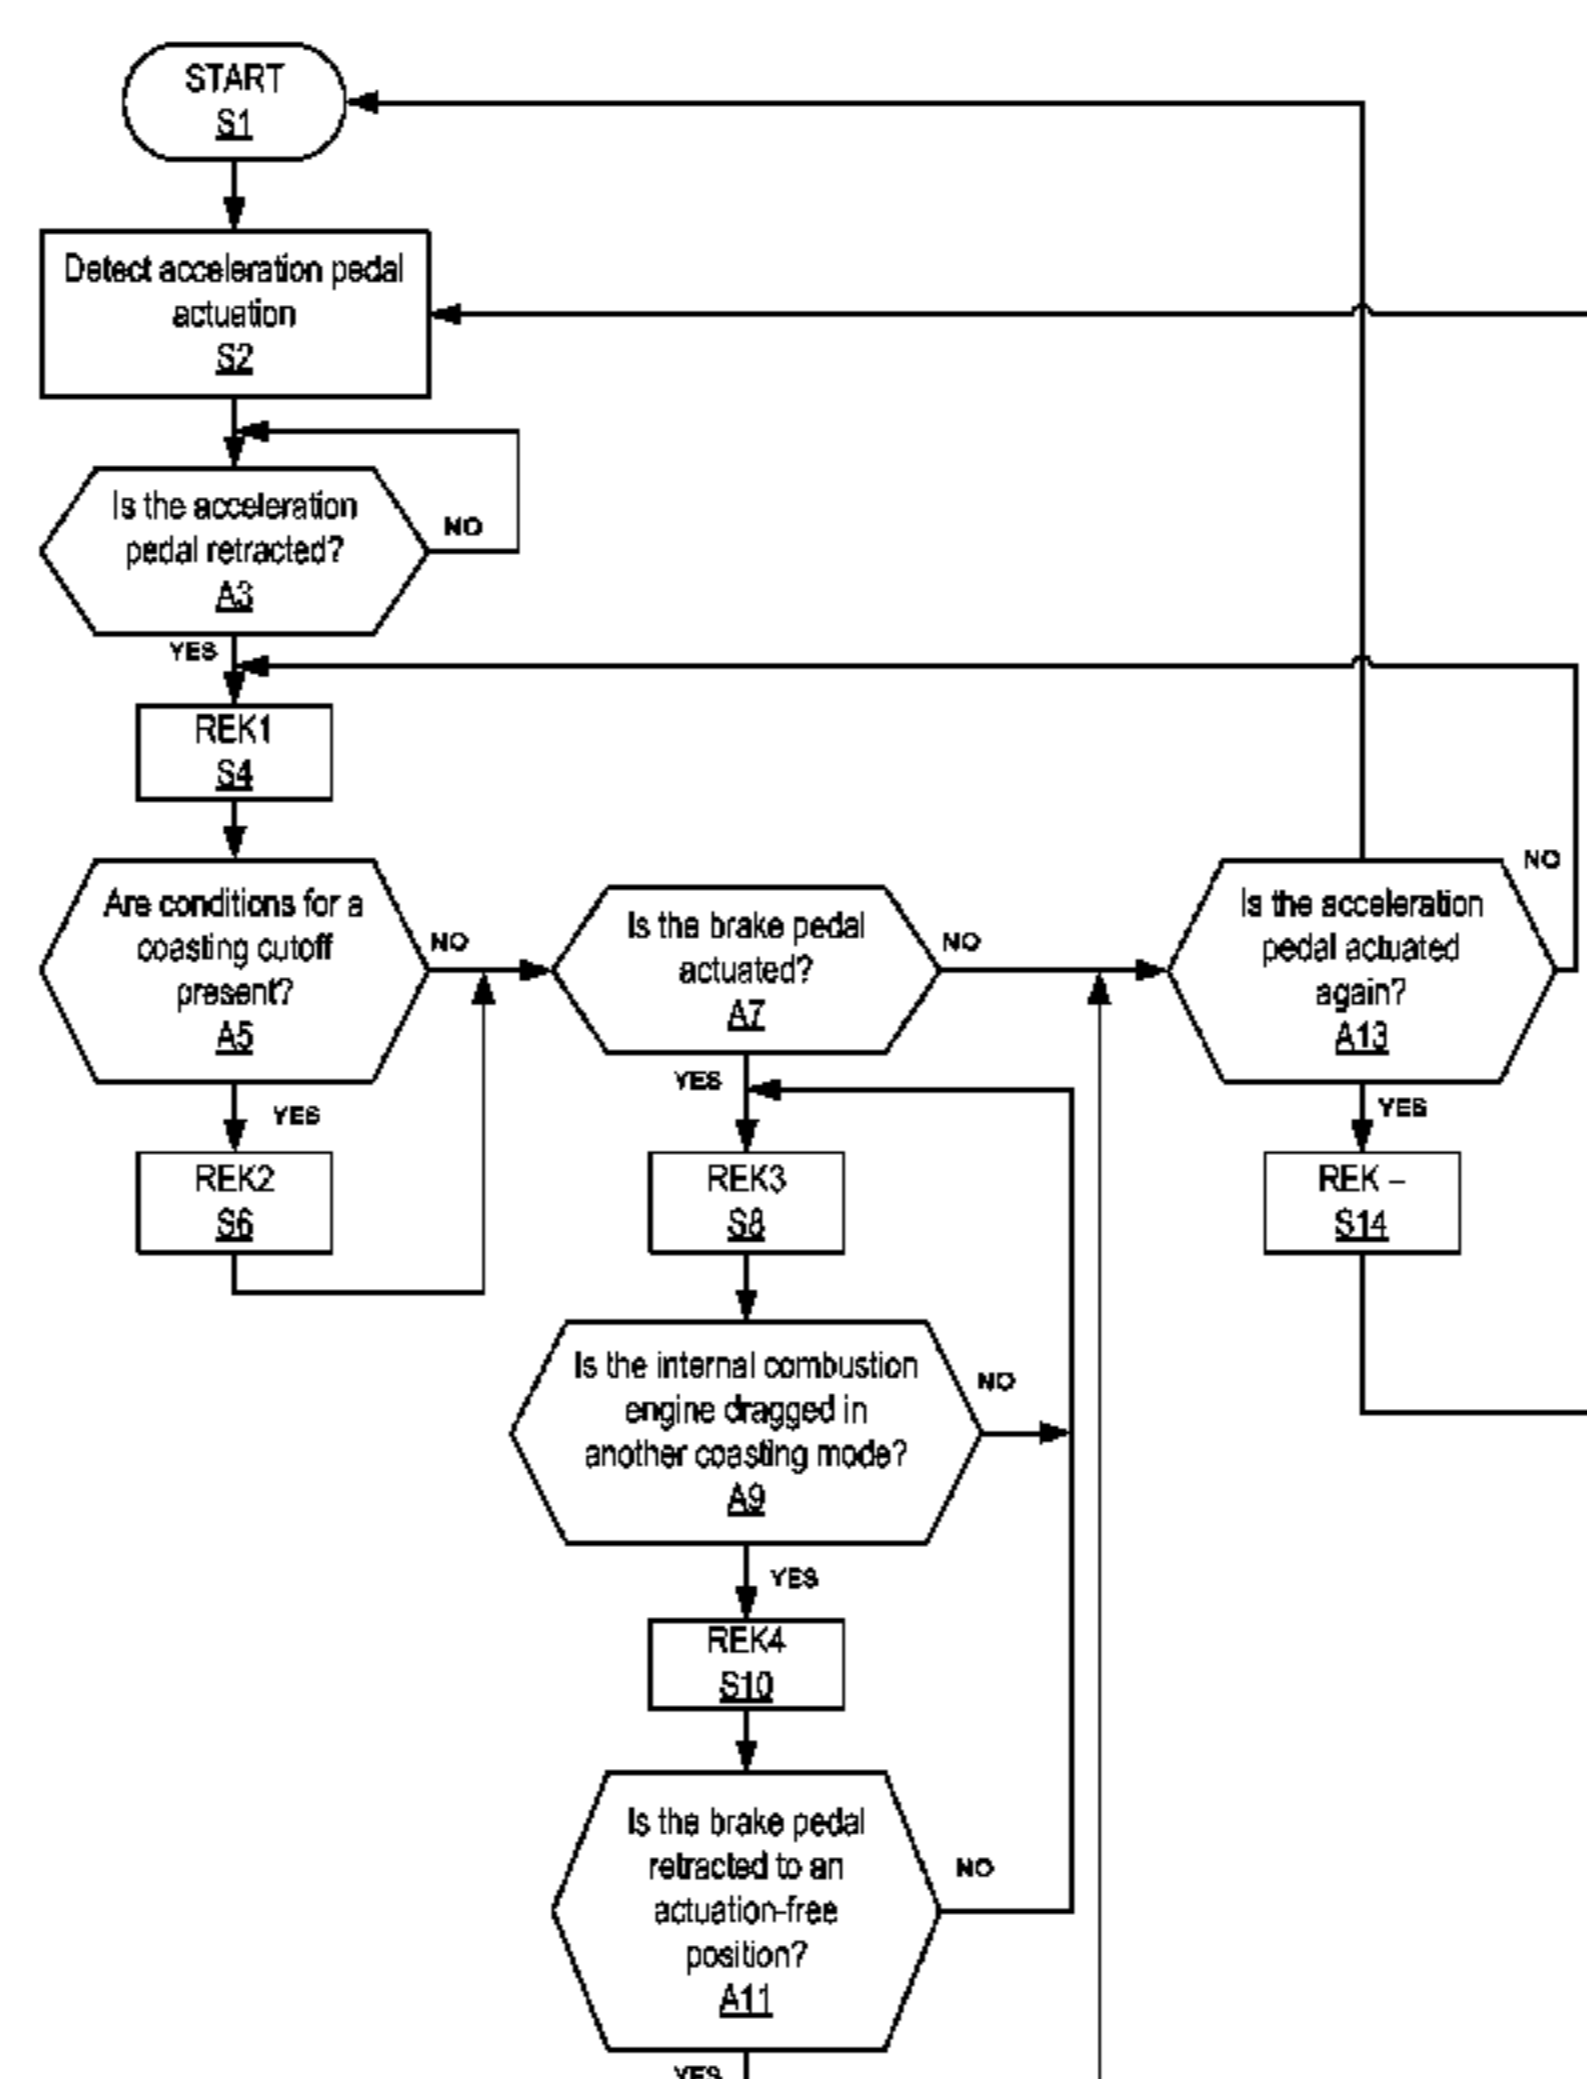 START
S1
Detect acceleration pedal
actuation
S2
Is the acceleration
pedal retracted?
A3
NO
YES
REK1
S4
Are conditions for a
coasting cutoff
present?
A5
NO
YES
REK2
S6
Is the brake pedal
actuated?
A7
NO
YES
REK3
S8
Is the internal combustion
engine dragged in
another coasting mode?
A9
NO
YES
REK4
S10
Is the brake pedal
retracted to an
actuation-free
position?
A11
NO
YES
Is the acceleration
pedal actuated
again?
A13
NO
YES
REK –
S14